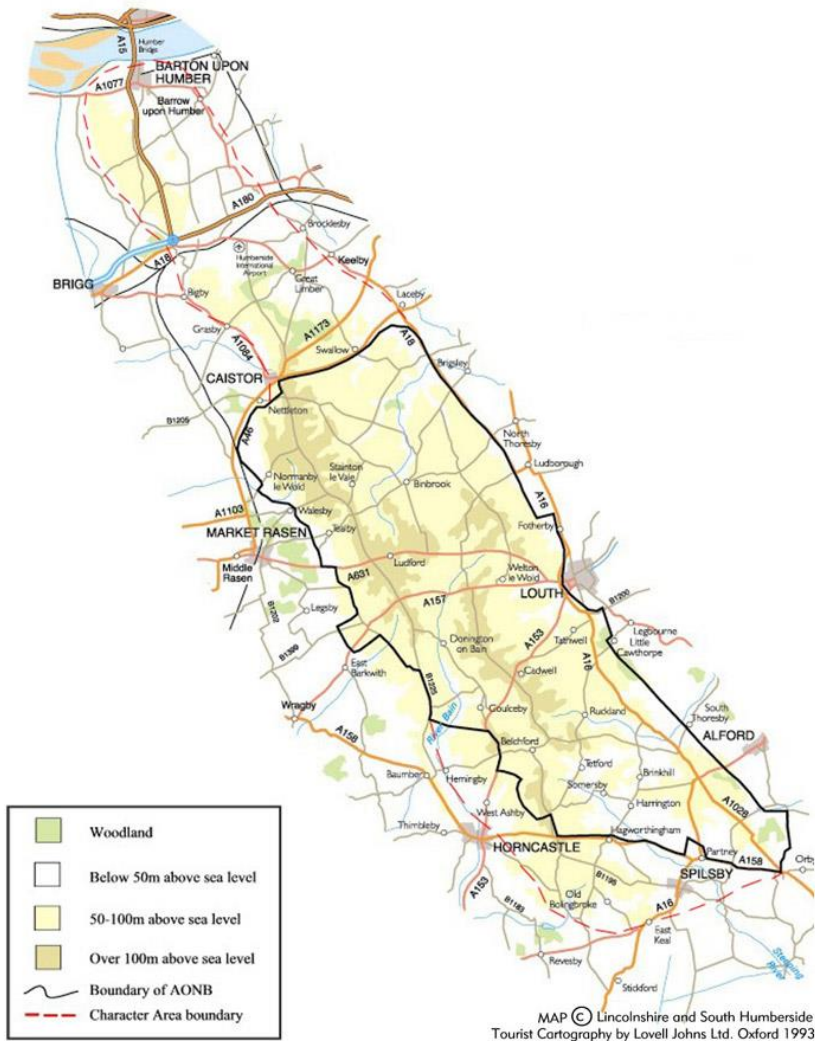 A15
Humber
Bridge
BARTON UPON
HUMBER
A1077
Barrow
upon Humber
A180
Brocklesby
A18
Humberside
International
Airport
Keelby
BRIGG
Great
Limber
Bigby
Laceby
Grasby
A1173
A18
A1084
Swallow
Brigsley
CAISTOR
Nettleton
B1205
A46
North
Thoresby
Ludborough
Stainton
le Vale
Normanby
le Wold
Binbrook
A16
A1103
Walesby
Fotherby
MARKET RASEN
Tealby
Middle
Rasen
Ludford
Welton
le Wold
A631
LOUTH
A157
B1200
B1202
Legsby
Legbourne
Little
Cawthorpe
A153
Tathwell
Donington
on Bain
B1399
A16
East
Barkwith
Cadwell
B1225
Wragby
Goulceby
Ruckland
South
Thoresby
River Bain
ALFORD
A158
Belchford
Tetford
Baumber
Hemingby
Brinkhill
Somersby
West Ashby
Harrington
A1028
Thimbleby
Hagworthingham
HORNCASTLE
Partney
A158
Orby
SPILSBY
A153
B1195
Old
Bolingbroke
B1183
A16
East
Keal
Revesby
Steeping
River
Stickford
Woodland
Below 50m above sea level
50-100m above sea level
Over 100m above sea level
Boundary of AONB
Character Area boundary
MAP © Lincolnshire and South Humberside
Tourist Cartography by Lovell Johns Ltd. Oxford 1993